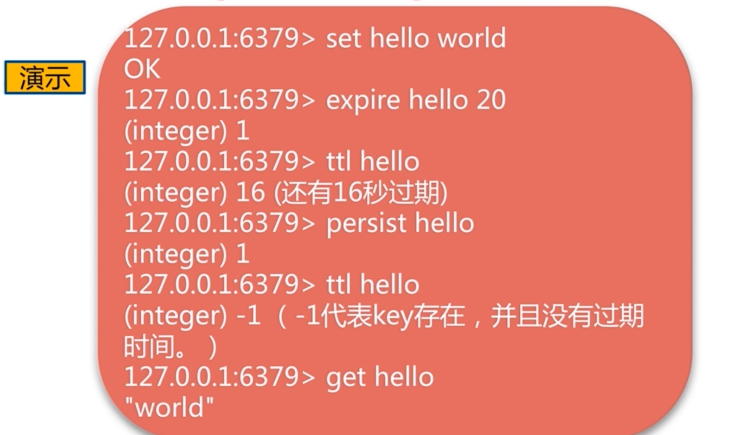 演示
127.0.0.1:6379> set hello world
OK
127.0.0.1:6379> expire hello 20
(integer) 1
127.0.0.1:6379> ttl hello
(integer) 16 (还有16秒过期)
127.0.0.1:6379> persist hello
(integer) 1
127.0.0.1:6379> ttl hello
(integer) -1 （ -1代表key存在，并且没有过期
时间。）
127.0.0.1:6379> get hello
"world"